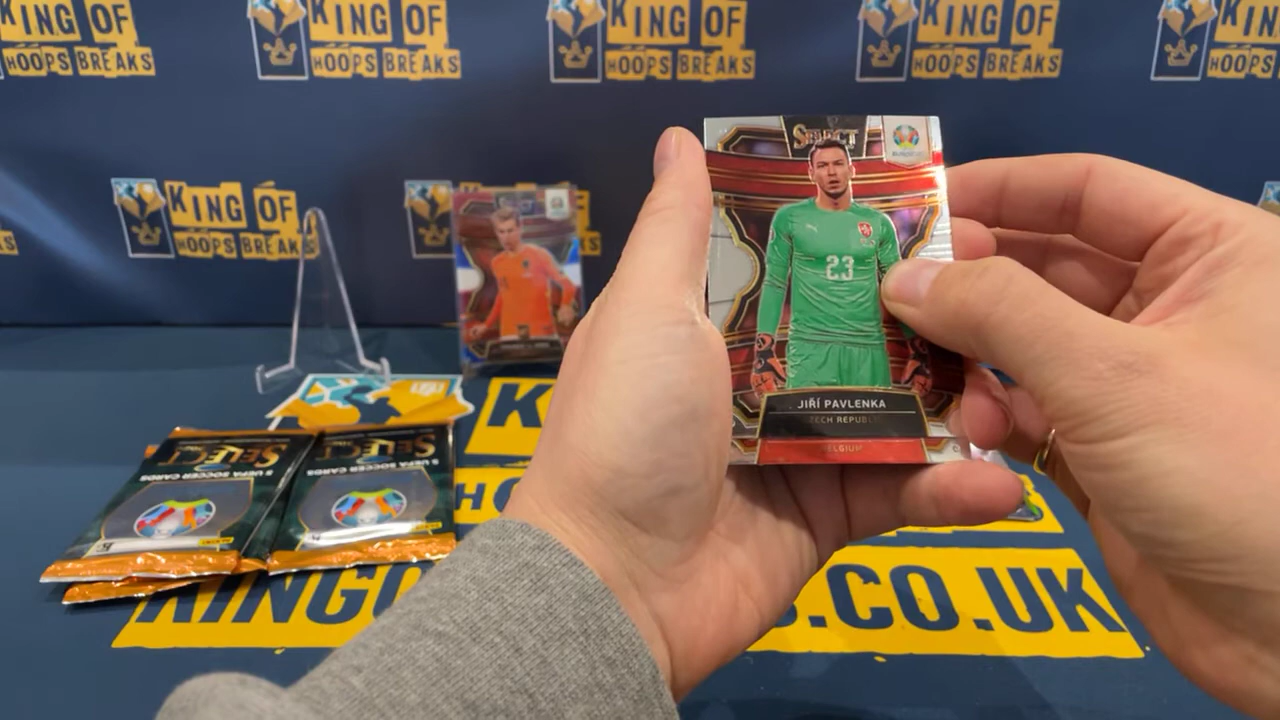 KING OF
HOOPS BREAKS
KING OF
HOOPS BREAKS
KING OF
HOOPS BREAKS
KING OF
HOOPS BREAKS
KING OF
HOOPS BREAKS
KING OF
HOOPS BREAKS
SELECT
23
JIŘÍ PAVLENKA
CZECH REPUBLIC
BELGIUM
SELECT
5 UEFA SOCCER CARDS
SELECT
5 UEFA SOCCER CARDS
K
H
KINGO
S.CO.UK